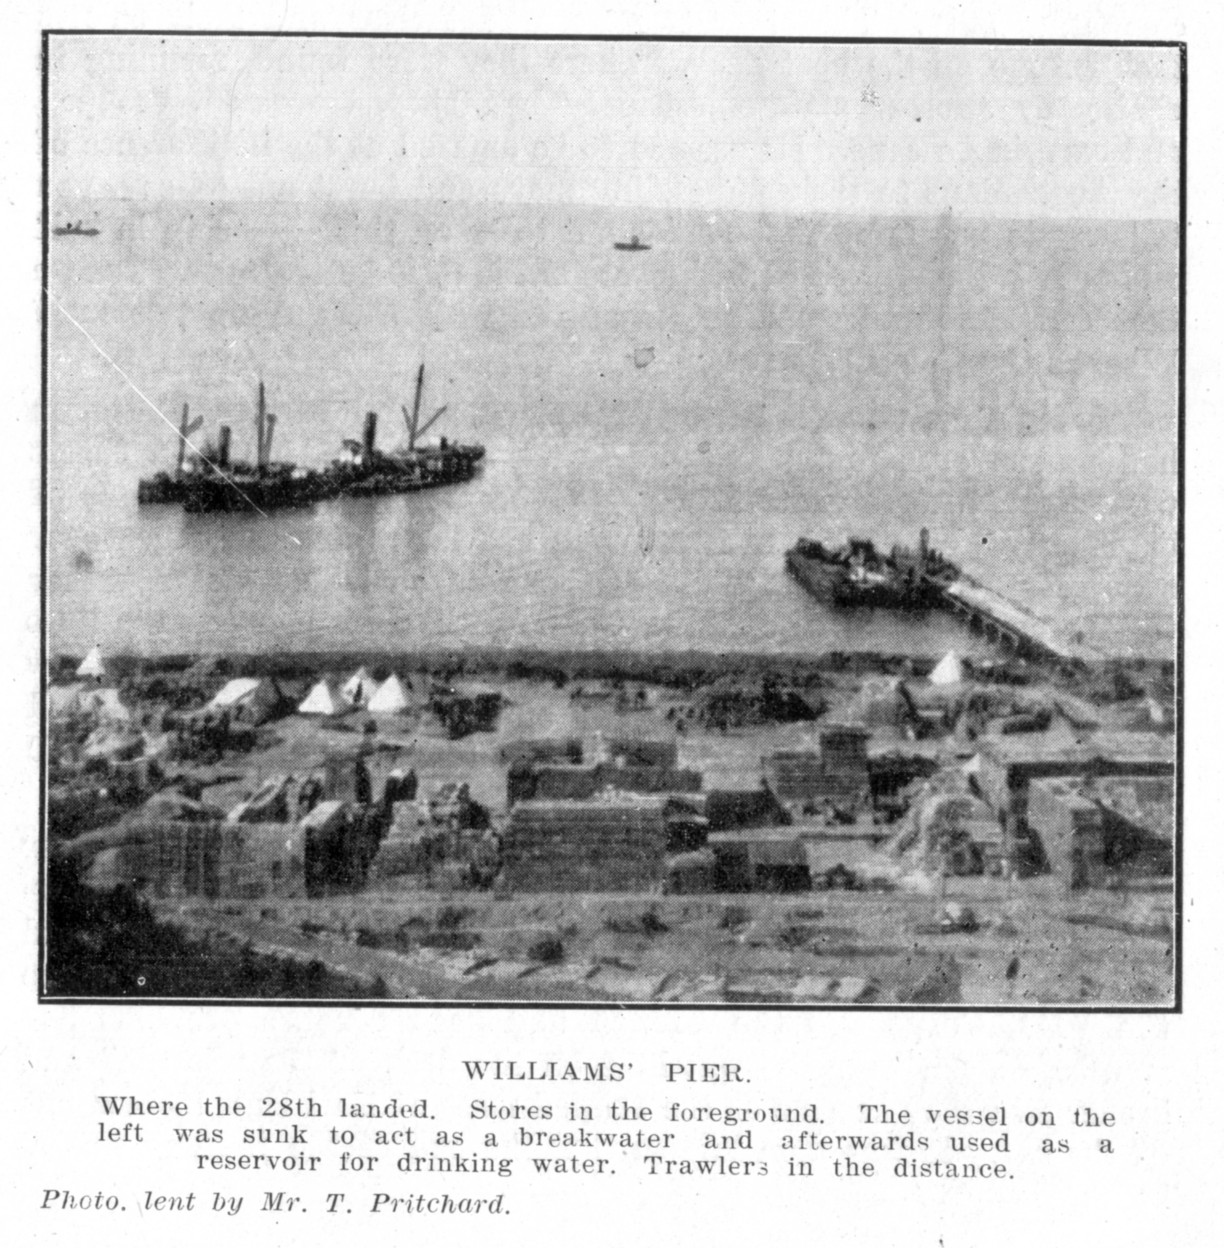 WILLIAMS' PIER.
Where the 28th landed. Stores in the foreground. The vessel on the
left was sunk to act as a breakwater and afterwards used as a
reservoir for drinking water. Trawlers in the distance.
Photo. lent by Mr. T. Pritchard.